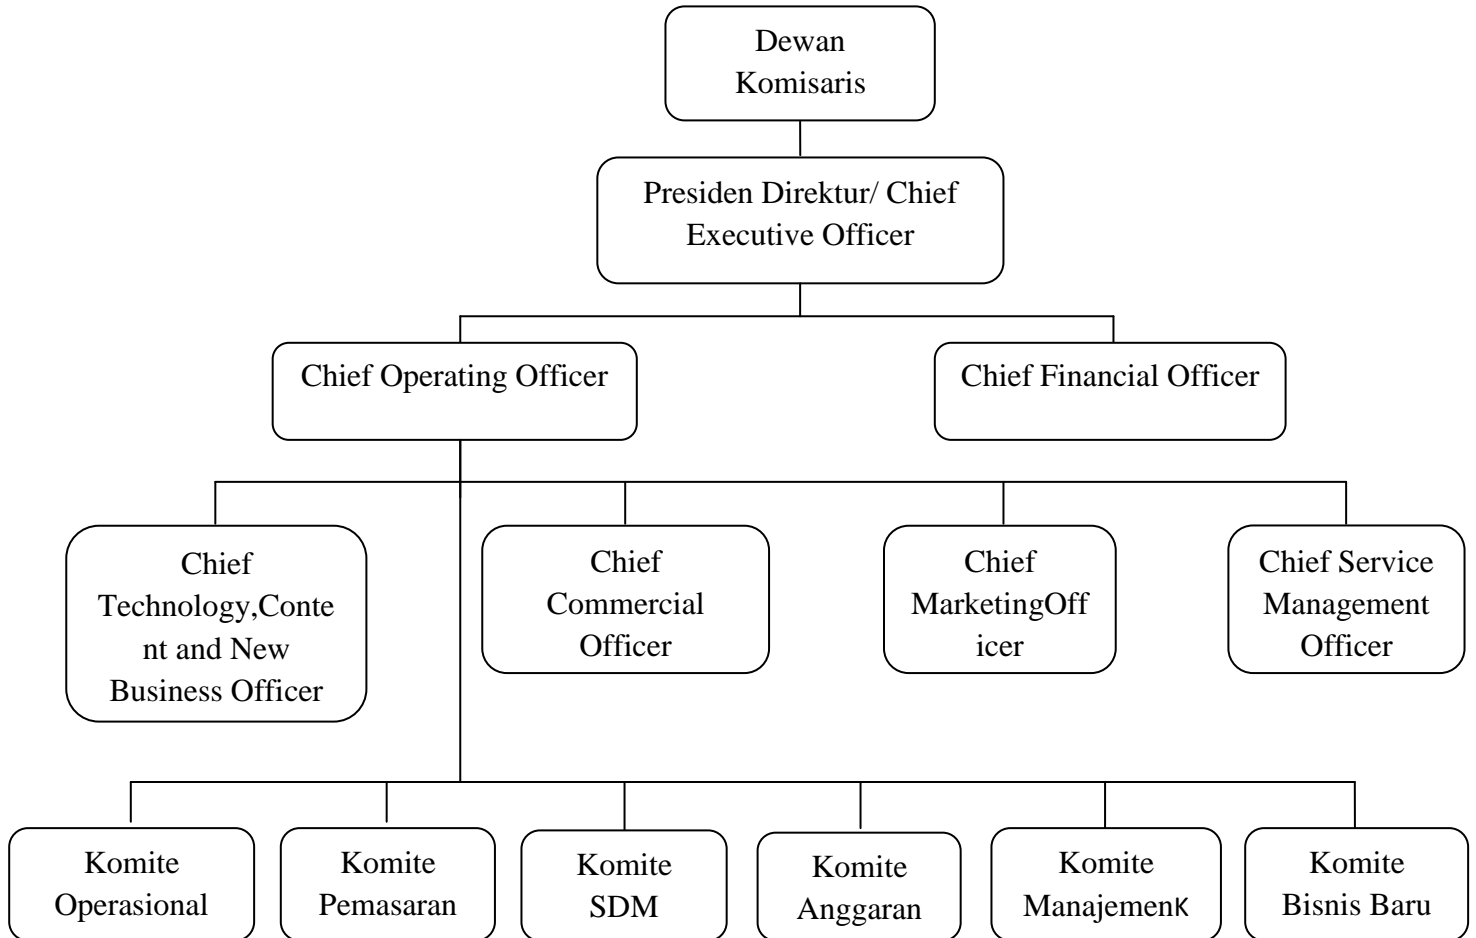 Dewan
Komisaris
Presiden Direktur/ Chief
Executive Officer
Chief Operating Officer
Chief Financial Officer
Chief
Technology,Conte
nt and New
Business Officer
Chief
Commercial
Officer
Chief
MarketingOff
icer
Chief Service
Management
Officer
Komite
Operasional
Komite
Pemasaran
Komite
SDM
Komite
Anggaran
Komite
ManajemenK
Komite
Bisnis Baru